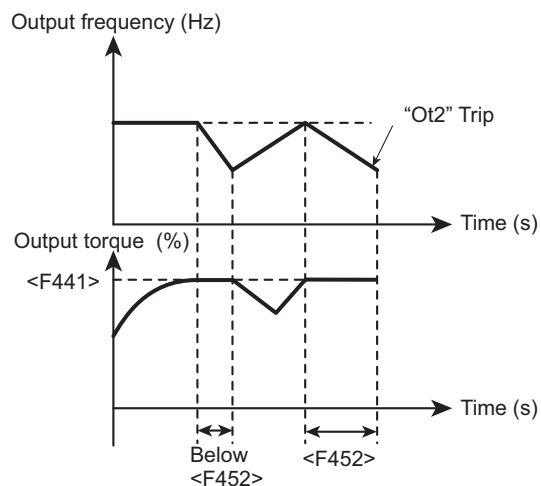 Output frequency (Hz)
“Ot2” Trip
Time (s)
Output torque (%)
<F441>
Time (s)
Below
<F452>
<F452>